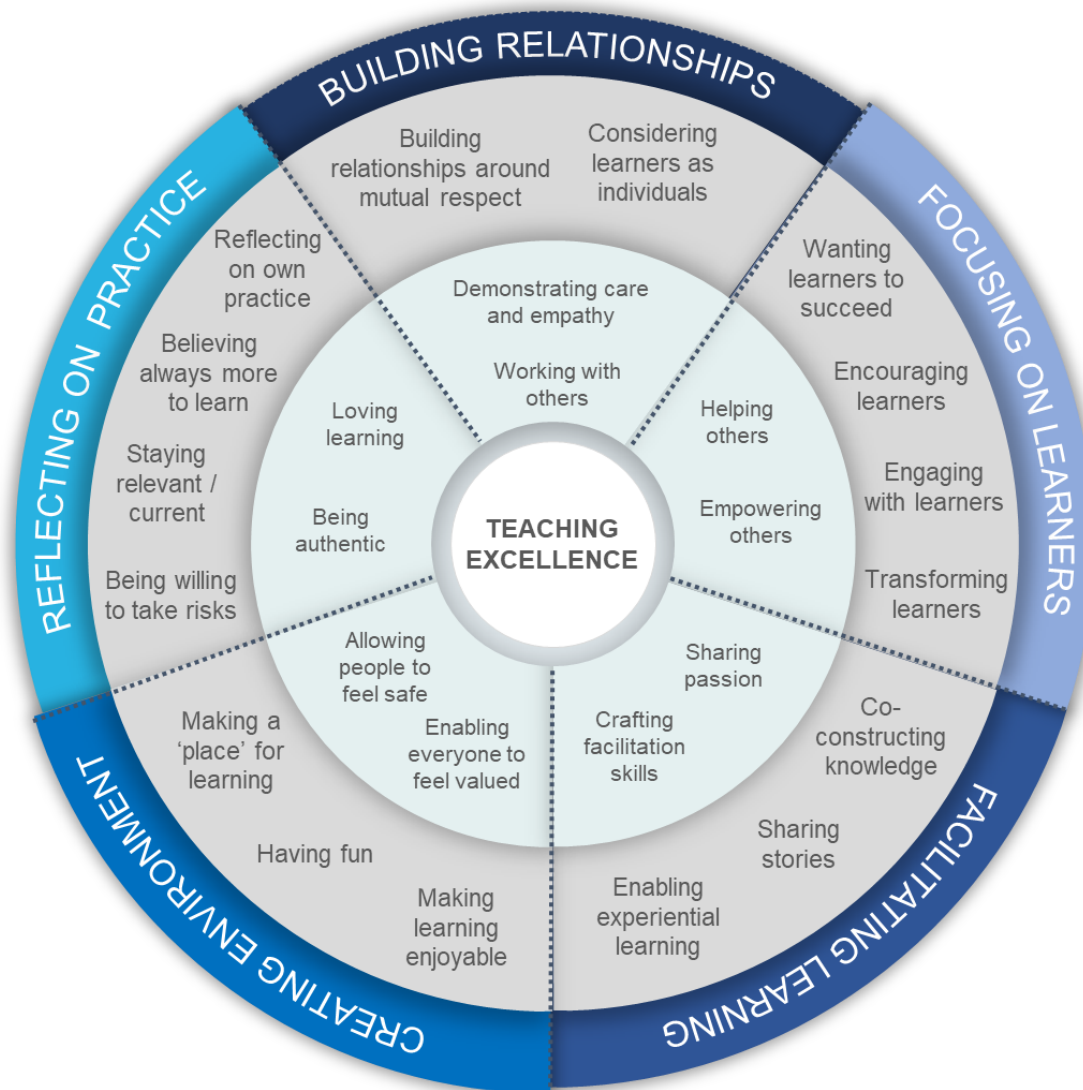 BUILDING RELATIONSHIPS
Building
relationships around
mutual respect
Considering
learners as
individuals
Demonstrating care
and empathy
Working with
others
FOCUSING ON LEARNERS
Wanting
learners to
succeed
Encouraging
learners
Engaging
with learners
Transforming
learners
Helping
others
Empowering
others
FACILITATING LEARNING
Co-
constructing
knowledge
Sharing
stories
Enabling
experiential
learning
Sharing
passion
Crafting
facilitation
skills
CREATING ENVIRONMENT
Making a
‘place’ for
learning
Having fun
Making
learning
enjoyable
Allowing
people to
feel safe
Enabling
everyone to
feel valued
REFLECTING ON PRACTICE
Reflecting
on own
practice
Believing
always more
to learn
Staying
relevant /
current
Being willing
to take risks
Loving
learning
Being
authentic
TEACHING
EXCELLENCE